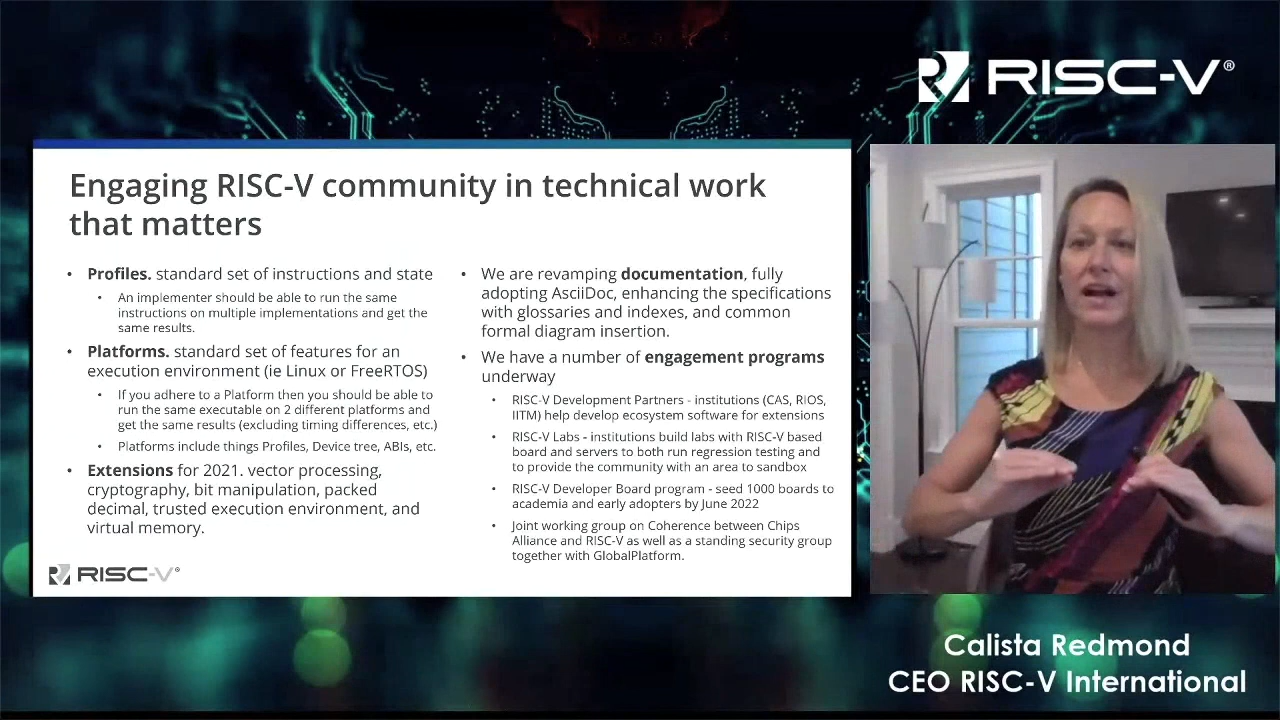 RISC-V®
Engaging RISC-V community in technical work
that matters
• Profiles. standard set of instructions and state
• An implementer should be able to run the same
instructions on multiple implementations and get the
same results.
• Platforms. standard set of features for an
execution environment (ie Linux or FreeRTOS)
• If you adhere to a Platform then you should be able to
run the same executable on 2 different platforms and
get the same results (excluding timing differences, etc.)
• Platforms include things Profiles, Device tree, ABIs, etc.
• Extensions for 2021. vector processing,
cryptography, bit manipulation, packed
decimal, trusted execution environment, and
virtual memory.
• We are revamping documentation, fully
adopting AsciiDoc, enhancing the specifications
with glossaries and indexes, and common
formal diagram insertion.
• We have a number of engagement programs
underway
• RISC-V Development Partners - institutions (CAS, RIOS,
IITM) help develop ecosystem software for extensions
• RISC-V Labs - institutions build labs with RISC-V based
board and servers to both run regression testing and
to provide the community with an area to sandbox
• RISC-V Developer Board program - seed 1000 boards to
academia and early adopters by June 2022
• Joint working group on Coherence between Chips
Alliance and RISC-V as well as a standing security group
together with GlobalPlatform.
RISC-V®
Calista Redmond
CEO RISC-V International